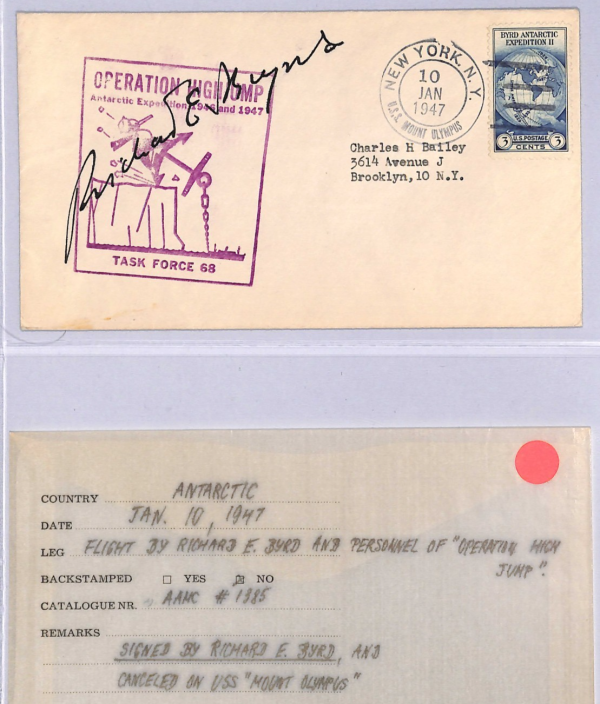 OPERATION HIGHJUMP
Antarctic Expedition 1946 and 1947
TASK FORCE 68
Richard E Byrd
NEW YORK, N.Y.
10
JAN
1947
U.S.S. MOUNT OLYMPUS
BYRD ANTARCTIC
EXPEDITION II
U.S. POSTAGE
3 CENTS 3
Charles H Bailey
3614 Avenue J
Brooklyn, 10 N.Y.
COUNTRY ANTARCTIC
DATE JAN. 10, 1947
LEG FLIGHT BY RICHARD E. BYRD AND PERSONNEL OF "OPERATION HIGH
JUMP".
BACKSTAMPED YES NO
CATALOGUE NR. AAMC # 1385
REMARKS
SIGNED BY RICHARD E. BYRD, AND
CANCELED ON USS "MOUNT OLYMPUS"